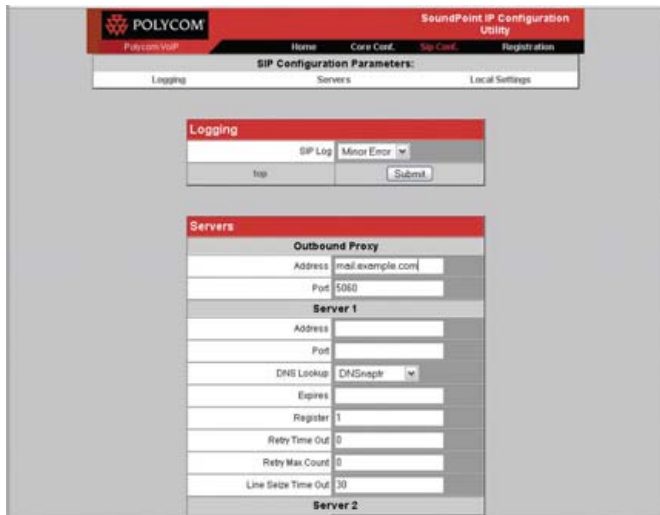 POLYCOM
SoundPoint IP Configuration
Utility
Polycom VoIP Home Core Conf. Sip Conf. Registration
SIP Configuration Parameters:
Logging Servers Local Settings
Logging
SIP Log Minor Error
top Submit
Servers
Outbound Proxy
Address mail.example.com
Port 5060
Server 1
Address
Port
DNS Lookup DNSnaptr
Expires
Register 1
Retry Time Out 0
Retry Max Count 0
Line Seize Time Out 30
Server 2